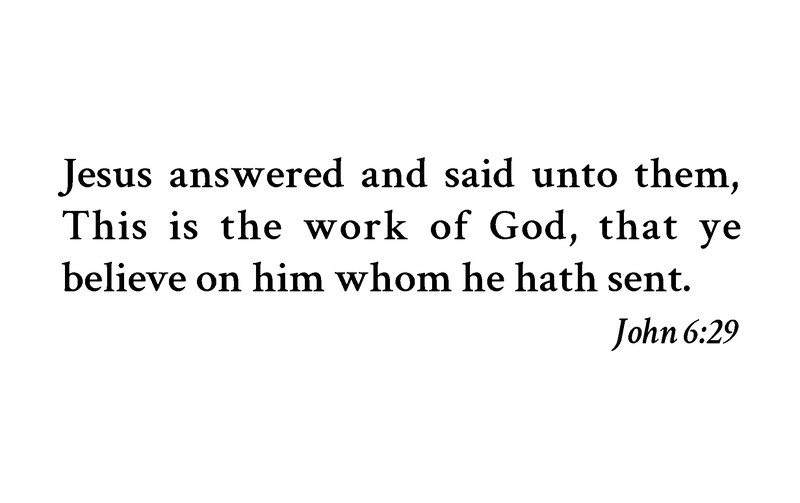 Jesus answered and said unto them,
This is the work of God, that ye
believe on him whom he hath sent.
John 6:29